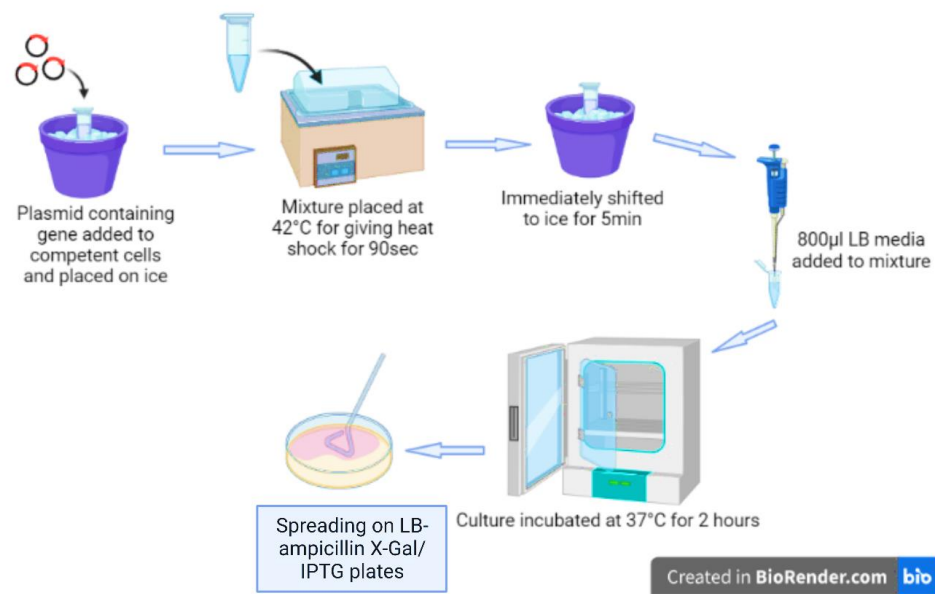 Plasmid containing
gene added to
competent cells
and placed on ice
Mixture placed at
42°C for giving heat
shock for 90sec
Immediately shifted
to ice for 5min
800µl LB media
added to mixture
Culture incubated at 37°C for 2 hours
Spreading on LB-
ampicillin X-Gal/
IPTG plates
Created in BioRender.com bio